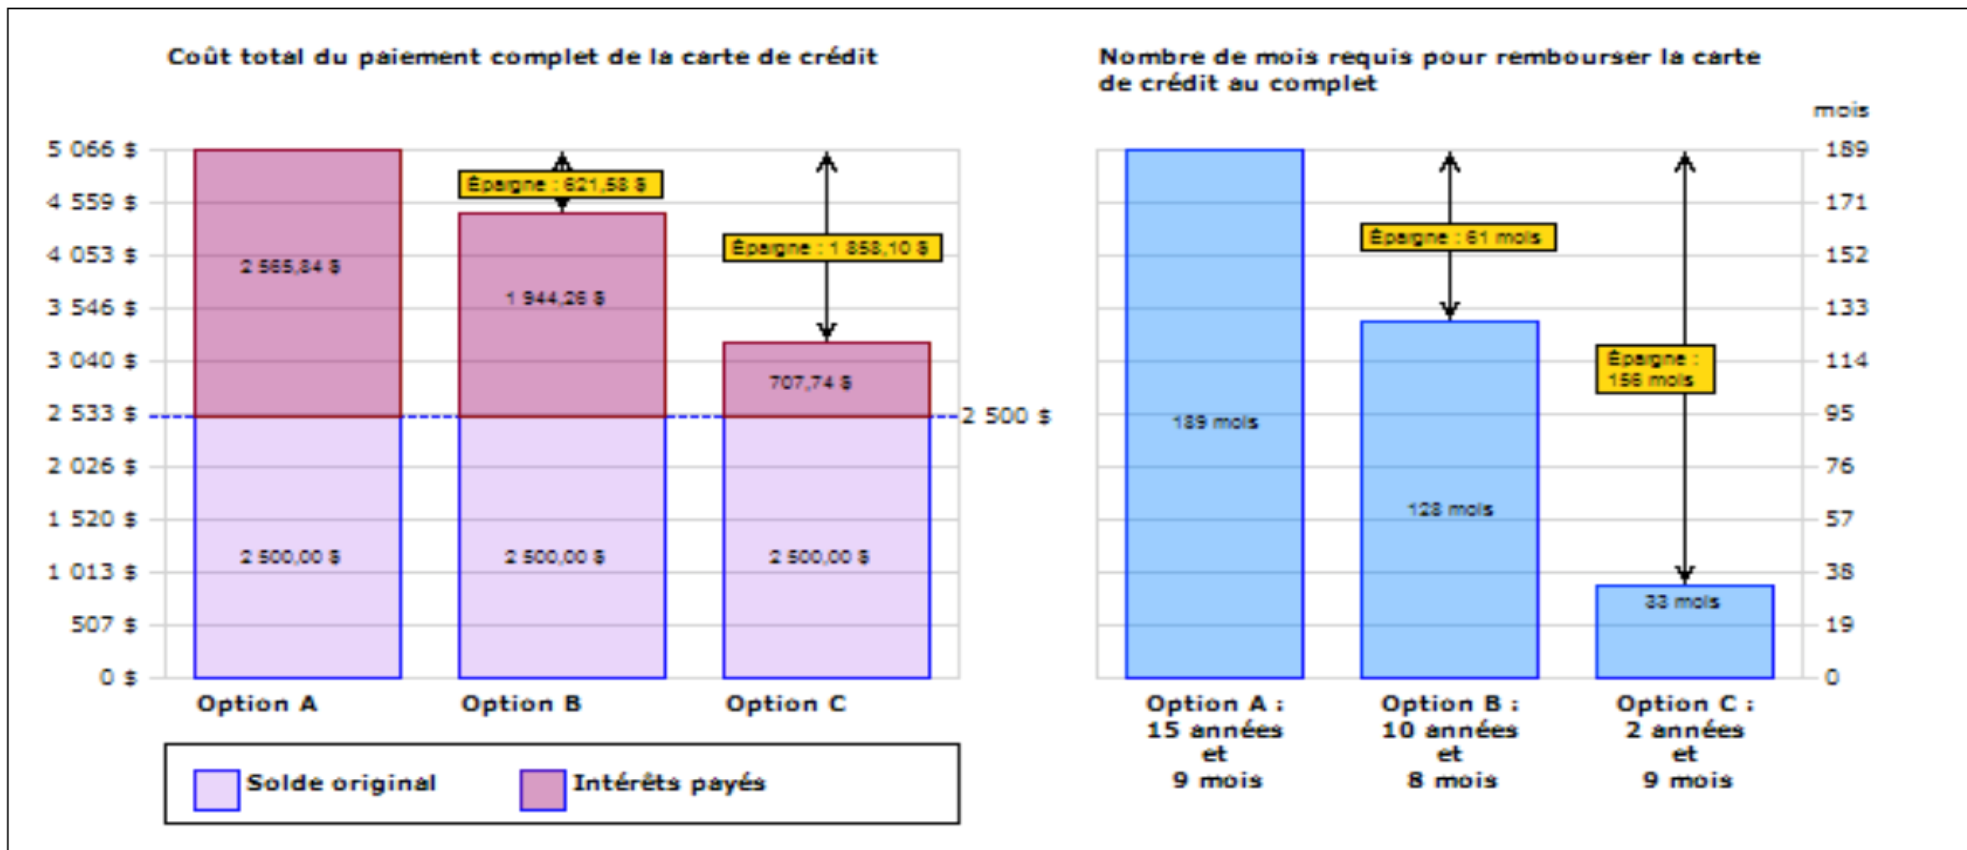 Coût total du paiement complet de la carte de crédit
5 066 $
4 559 $
4 053 $
3 546 $
3 040 $
2 533 $
2 026 $
1 520 $
1 013 $
507 $
0 $
2 565,84 $
2 500,00 $
Épargne : 621,58 $
1 944,26 $
2 500,00 $
Épargne : 1 858,10 $
707,74 $
2 500,00 $
2 500 $
Option A
Option B
Option C
Solde original
Intérêts payés
Nombre de mois requis pour rembourser la carte
de crédit au complet
mois
189
171
152
133
114
95
76
57
38
19
0
189 mois
Épargne : 61 mois
128 mois
Épargne :
156 mois
33 mois
Option A :
15 années
et
9 mois
Option B :
10 années
et
8 mois
Option C :
2 années
et
9 mois